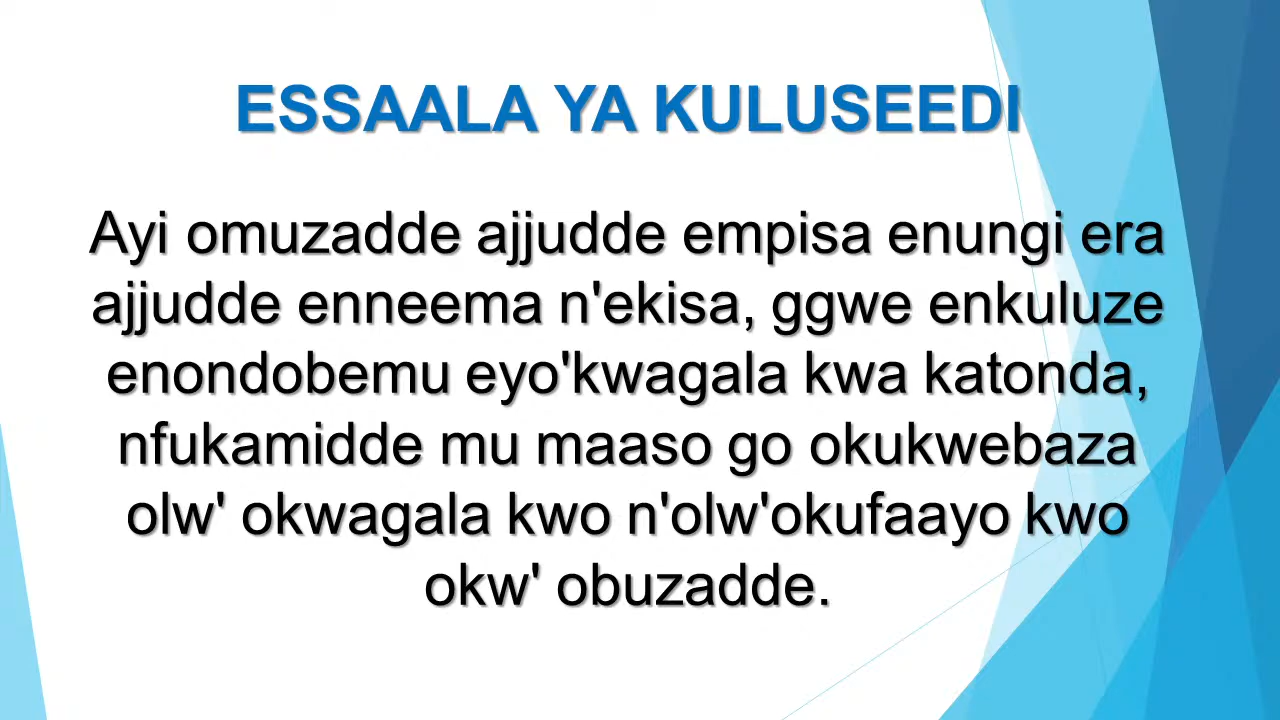 ESSAALA YA KULUSEEDI
Ayi omuzadde ajjudde empisa enungi era
ajjudde enneema n'ekisa, ggwe enkuluze
enondobemu eyo'kwagala kwa katonda,
nfukamidde mu maaso go okukwebaza
olw' okwagala kwo n'olw'okufaayo kwo
okw' obuzadde.